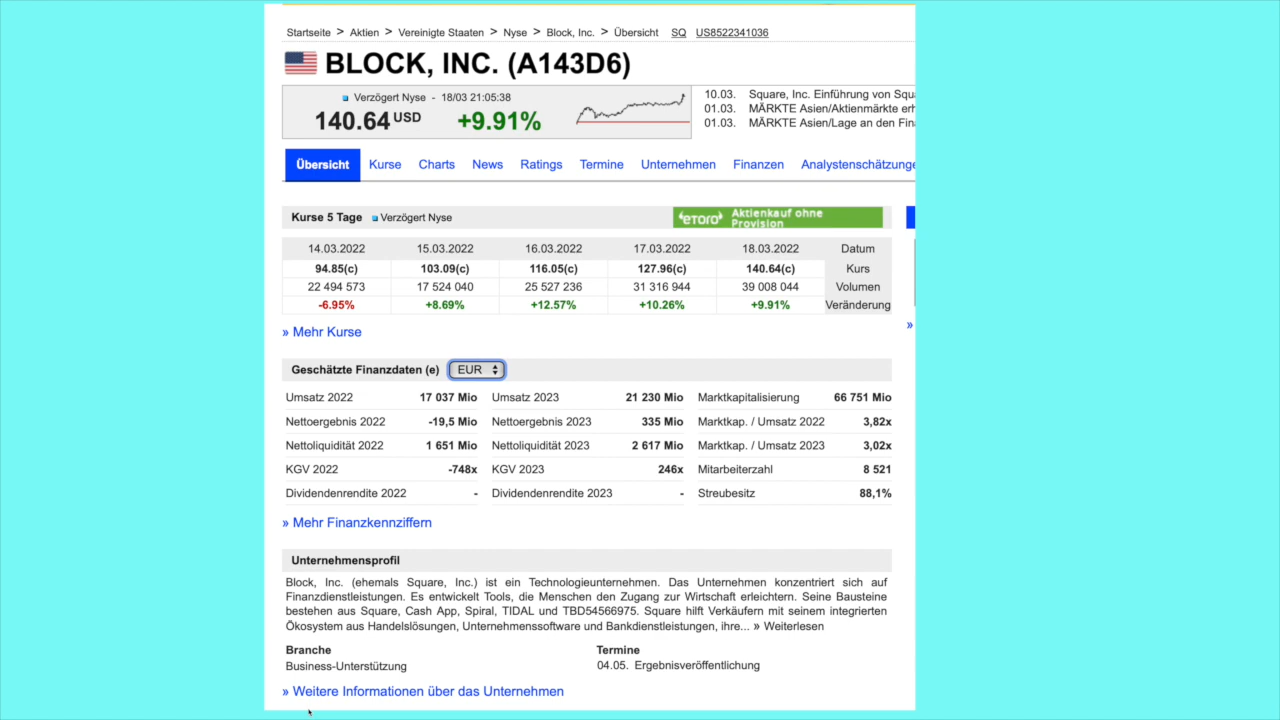 Startseite > Aktien > Vereinigte Staaten > Nyse > Block, Inc. > Übersicht SQ US8522341036
BLOCK, INC. (A143D6)
Verzögert Nyse - 18/03 21:05:38
140.64 USD +9.91%
10.03. Square, Inc. Einführung von Squ
01.03. MÄRKTE Asien/Aktienmärkte erh
01.03. MÄRKTE Asien/Lage an den Fin
Übersicht Kurse Charts News Ratings Termine Unternehmen Finanzen Analystenschätzunge
Kurse 5 Tage Verzögert Nyse
eToro Aktienkauf ohne
Provision
14.03.2022 15.03.2022 16.03.2022 17.03.2022 18.03.2022 Datum
94.85(c) 103.09(c) 116.05(c) 127.96(c) 140.64(c) Kurs
22 494 573 17 524 040 25 527 236 31 316 944 39 008 044 Volumen
-6.95% +8.69% +12.57% +10.26% +9.91% Veränderung
» Mehr Kurse
»
Geschätzte Finanzdaten (e) EUR
Umsatz 2022 17 037 Mio Umsatz 2023 21 230 Mio Marktkapitalisierung 66 751 Mio
Nettoergebnis 2022 -19,5 Mio Nettoergebnis 2023 335 Mio Marktkap. / Umsatz 2022 3,82x
Nettoliquidität 2022 1 651 Mio Nettoliquidität 2023 2 617 Mio Marktkap. / Umsatz 2023 3,02x
KGV 2022 -748x KGV 2023 246x Mitarbeiterzahl 8 521
Dividendenrendite 2022 - Dividendenrendite 2023 - Streubesitz 88,1%
» Mehr Finanzkennziffern
Unternehmensprofil
Block, Inc. (ehemals Square, Inc.) ist ein Technologieunternehmen. Das Unternehmen konzentriert sich auf
Finanzdienstleistungen. Es entwickelt Tools, die Menschen den Zugang zur Wirtschaft erleichtern. Seine Bausteine
bestehen aus Square, Cash App, Spiral, TIDAL und TBD54566975. Square hilft Verkäufern mit seinem integrierten
Ökosystem aus Handelslösungen, Unternehmenssoftware und Bankdienstleistungen, ihre... » Weiterlesen
Branche Termine
Business-Unterstützung 04.05. Ergebnisveröffentlichung
» Weitere Informationen über das Unternehmen